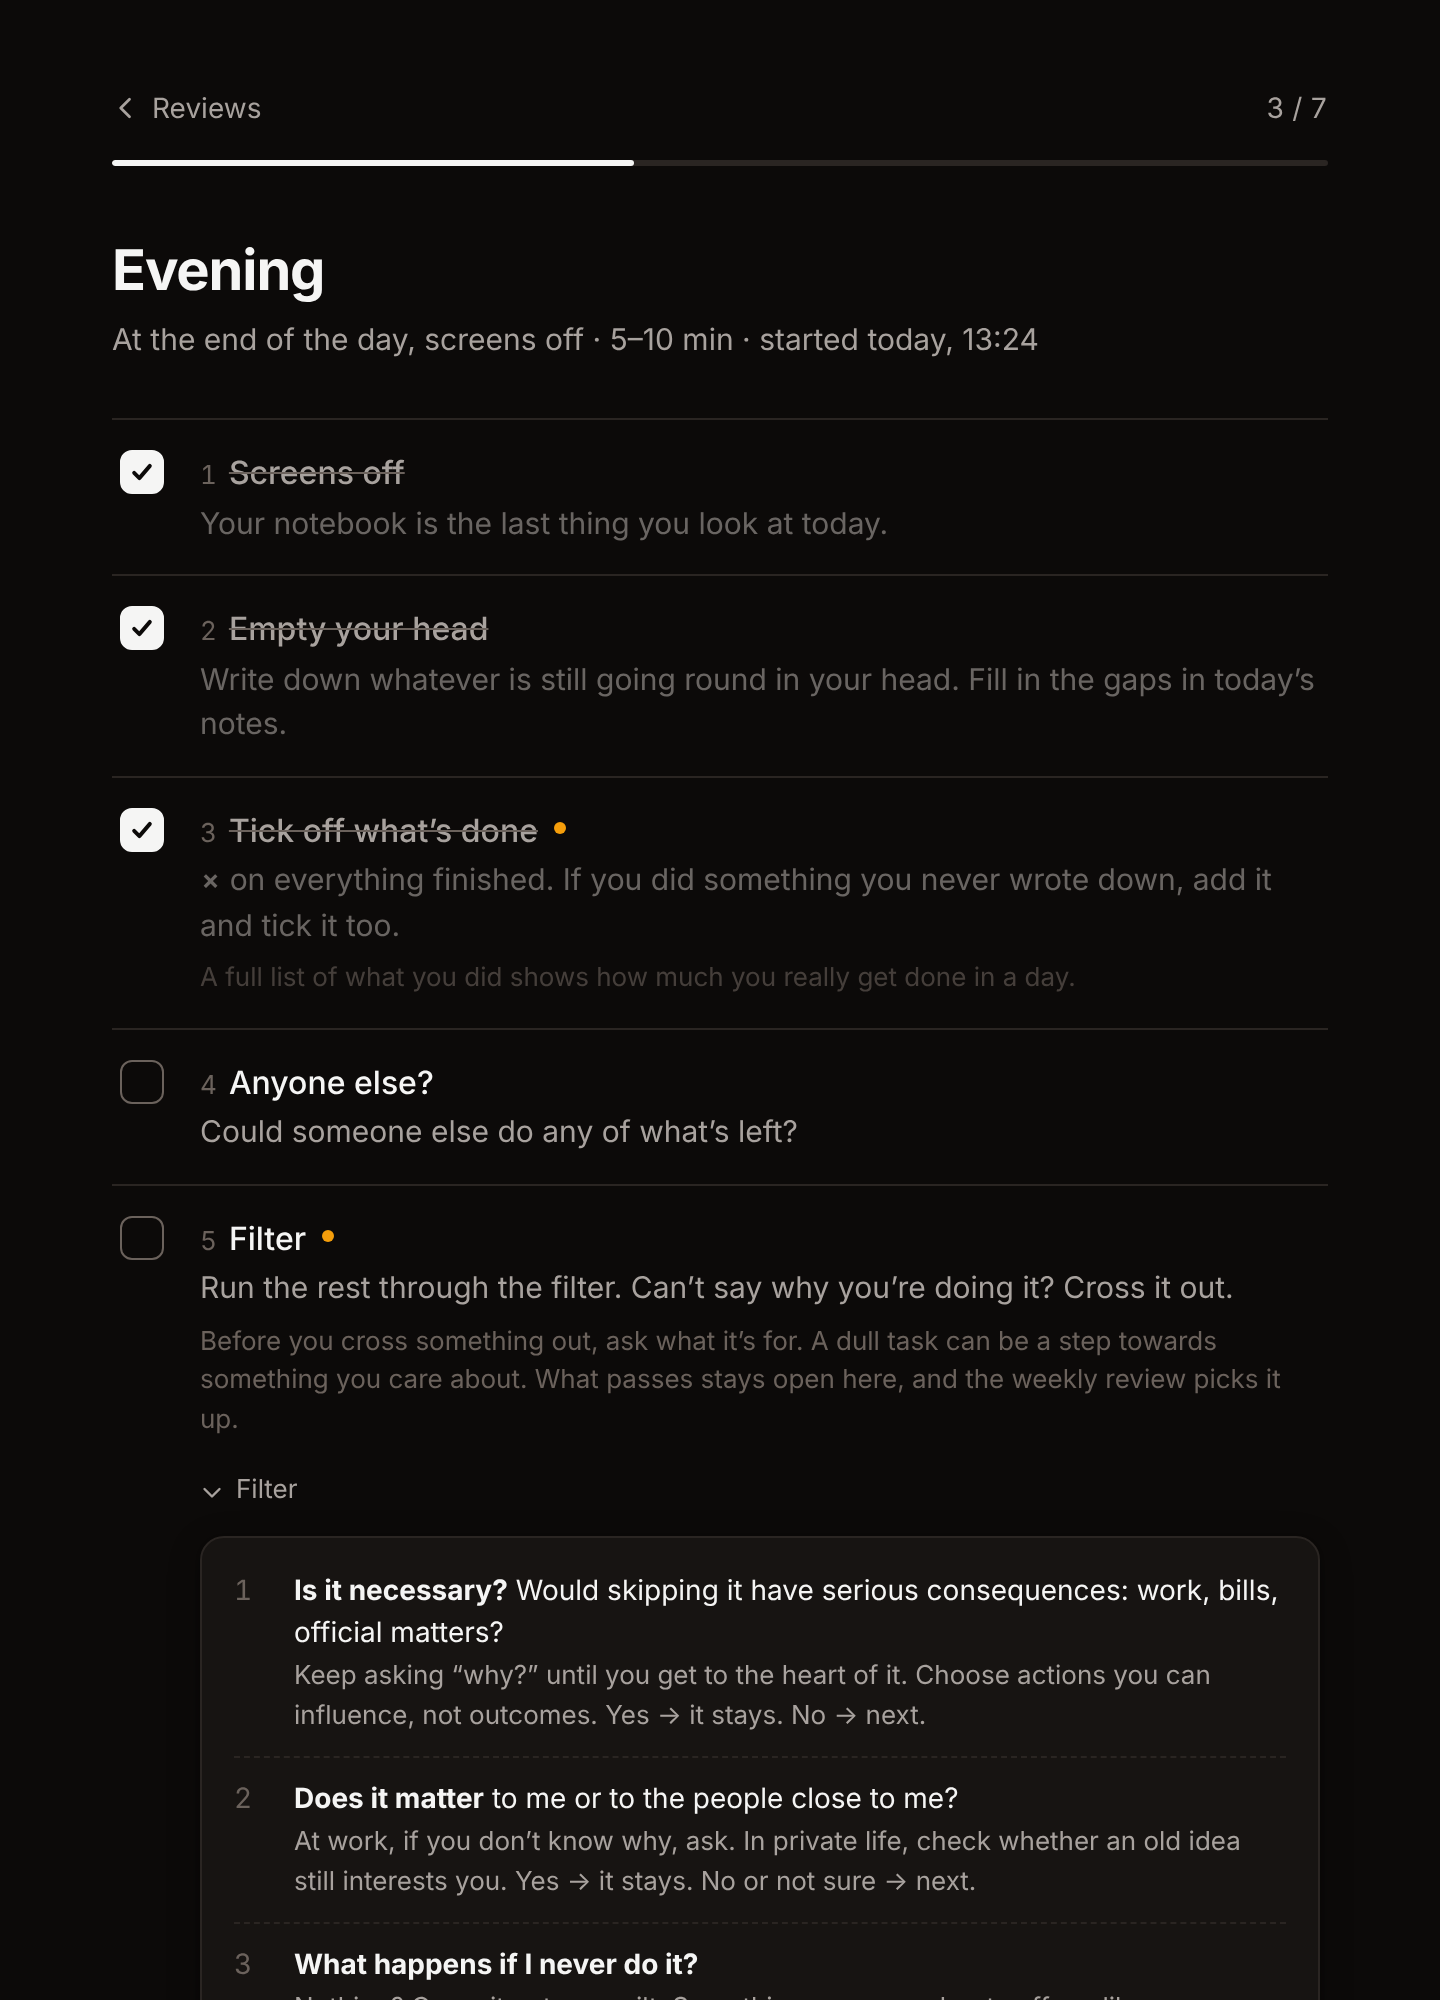 Reviews
3 / 7
Evening
At the end of the day, screens off · 5–10 min · started today, 13:24
1 Screens off
Your notebook is the last thing you look at today.
2 Empty your head
Write down whatever is still going round in your head. Fill in the gaps in today’s
notes.
3 Tick off what’s done
× on everything finished. If you did something you never wrote down, add it
and tick it too.
A full list of what you did shows how much you really get done in a day.
4 Anyone else?
Could someone else do any of what’s left?
5 Filter
Run the rest through the filter. Can’t say why you’re doing it? Cross it out.
Before you cross something out, ask what it’s for. A dull task can be a step towards
something you care about. What passes stays open here, and the weekly review picks it
up.
Filter
1 Is it necessary? Would skipping it have serious consequences: work, bills,
official matters?
Keep asking “why?” until you get to the heart of it. Choose actions you can
influence, not outcomes. Yes → it stays. No → next.
2 Does it matter to me or to the people close to me?
At work, if you don’t know why, ask. In private life, check whether an old idea
still interests you. Yes → it stays. No or not sure → next.
3 What happens if I never do it?